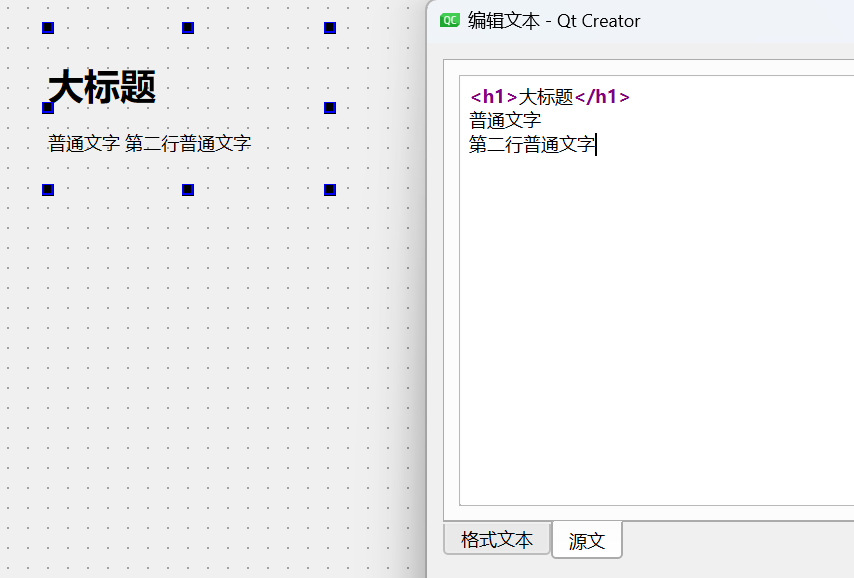 大标题
普通文字 第二行普通文字
QC 编辑文本 - Qt Creator
<h1>大标题</h1>
普通文字
第二行普通文字
格式文本 源文